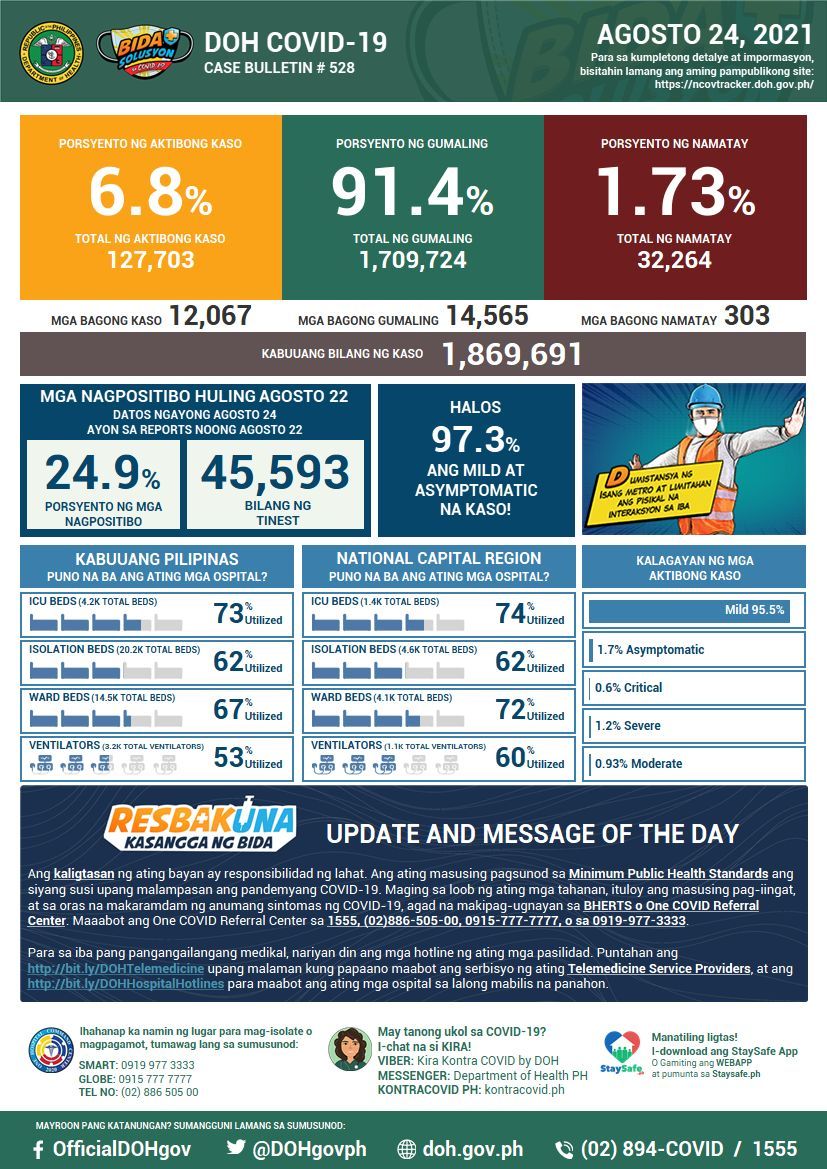 REPUBLIC OF THE PHILIPPINES
DEPARTMENT OF HEALTH
BIDA
SOLUSYON
DOH COVID-19
CASE BULLETIN # 528
AGOSTO 24, 2021
Para sa kumpletong detalye at impormasyon,
bisitahin lamang ang aming pampublikong site:
https://ncovtracker.doh.gov.ph/
PORSYENTO NG AKTIBONG KASO
6.8%
TOTAL NG AKTIBONG KASO
127,703
PORSYENTO NG GUMALING
91.4%
TOTAL NG GUMALING
1,709,724
PORSYENTO NG NAMATAY
1.73%
TOTAL NG NAMATAY
32,264
MGA BAGONG KASO 12,067
MGA BAGONG GUMALING 14,565
MGA BAGONG NAMATAY 303
KABUUANG BILANG NG KASO 1,869,691
MGA NAGPOSITIBO HULING AGOSTO 22
DATOS NGAYONG AGOSTO 24
AYON SA REPORTS NOONG AGOSTO 22
24.9%
PORSYENTO NG MGA
NAGPOSITIBO
45,593
BILANG NG
TINEST
HALOS
97.3%
ANG MILD AT
ASYMPTOMATIC
NA KASO!
DUMISTANSYA NG
ISANG METRO AT LIMITAHAN
ANG PISIKAL NA
INTERAKSYON SA IBA
KABUUANG PILIPINAS
PUNO NA BA ANG ATING MGA OSPITAL?
ICU BEDS (4.2K TOTAL BEDS)
73% Utilized
ISOLATION BEDS (20.2K TOTAL BEDS)
62% Utilized
WARD BEDS (14.5K TOTAL BEDS)
67% Utilized
VENTILATORS (3.2K TOTAL VENTILATORS)
53% Utilized
NATIONAL CAPITAL REGION
PUNO NA BA ANG ATING MGA OSPITAL?
ICU BEDS (1.4K TOTAL BEDS)
74% Utilized
ISOLATION BEDS (4.6K TOTAL BEDS)
62% Utilized
WARD BEDS (4.1K TOTAL BEDS)
72% Utilized
VENTILATORS (1.1K TOTAL VENTILATORS)
60% Utilized
KALAGAYAN NG MGA
AKTIBONG KASO
Mild 95.5%
1.7% Asymptomatic
0.6% Critical
1.2% Severe
0.93% Moderate
RESBAKUNA
KASANGGA NG BIDA
UPDATE AND MESSAGE OF THE DAY
Ang kaligtasan ng ating bayan ay responsibilidad ng lahat. Ang ating masusing pagsunod sa Minimum Public Health Standards ang
siyang susi upang malampasan ang pandemyang COVID-19. Maging sa loob ng ating mga tahanan, ituloy ang masusing pag-iingat,
at sa oras na makaramdam ng anumang sintomas ng COVID-19, agad na makipag-ugnayan sa BHERTS o One COVID Referral
Center. Maaabot ang One COVID Referral Center sa 1555, (02)886-505-00, 0915-777-7777, o sa 0919-977-3333.
Para sa iba pang pangangailangang medikal, nariyan din ang mga hotline ng ating mga pasilidad. Puntahan ang
http://bit.ly/DOHTelemedicine upang malaman kung papaano maabot ang serbisyo ng ating Telemedicine Service Providers, at ang
http://bit.ly/DOHHospitalHotlines para maabot ang ating mga ospital sa lalong mabilis na panahon.
Ihahanap ka namin ng lugar para mag-isolate o
magpagamot, tumawag lang sa sumusunod:
SMART: 0919 977 3333
GLOBE: 0915 777 7777
TEL NO: (02) 886 505 00
May tanong ukol sa COVID-19?
I-chat na si KIRA!
VIBER: Kira Kontra COVID by DOH
MESSENGER: Department of Health PH
KONTRACOVID PH: kontracovid.ph
StaySafe
Manatiling ligtas!
I-download ang StaySafe App
O Gamiting ang WEBAPP
at pumunta sa Staysafe.ph
MAYROON PANG KATANUNGAN? SUMANGGUNI LAMANG SA SUMUSUNOD:
OfficialDOHgov
@DOHgovph
doh.gov.ph
(02) 894-COVID / 1555